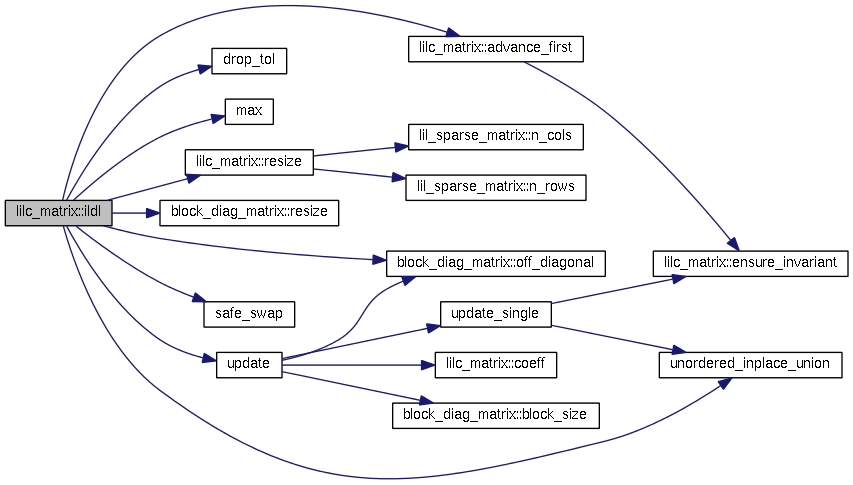 lilc_matrix::advance_first
drop_tol
max
lil_sparse_matrix::n_cols
lilc_matrix::resize
lil_sparse_matrix::n_rows
lilc_matrix::ildl
block_diag_matrix::resize
block_diag_matrix::off_diagonal
lilc_matrix::ensure_invariant
safe_swap
update_single
update
lilc_matrix::coeff
unordered_inplace_union
block_diag_matrix::block_size